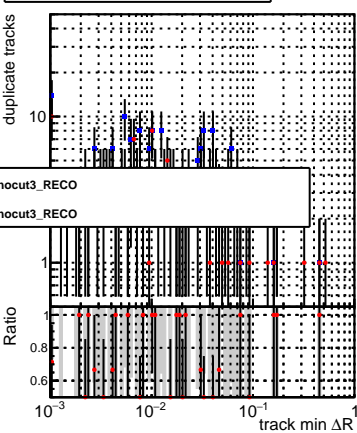 duplicate tracks
10
nocut3_RECO
nocut3_RECO
1
Ratio
1
0.8
0.6
10⁻³ 10⁻² 10⁻¹ 1
track min ΔR